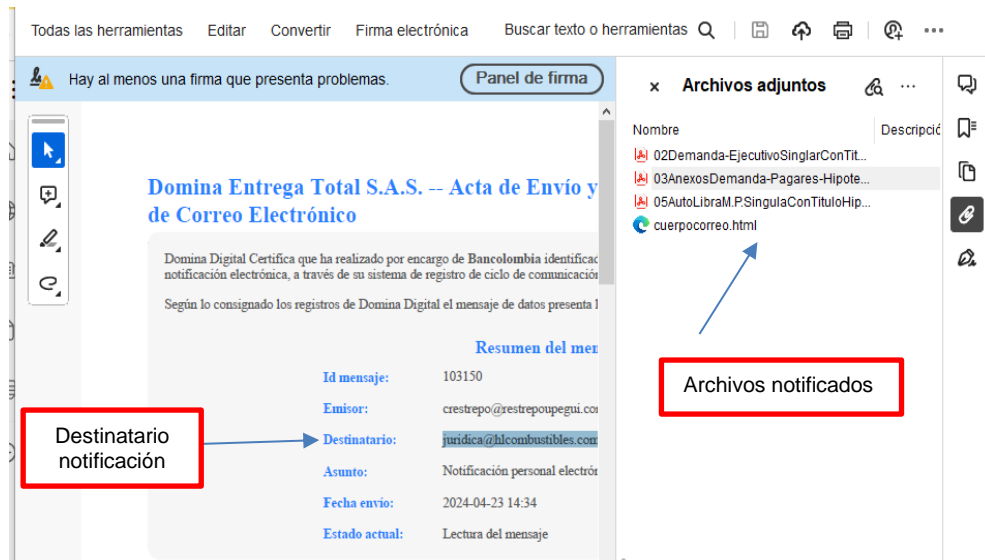 Todas las herramientas Editar Convertir Firma electrónica Buscar texto o herramientas
Hay al menos una firma que presenta problemas.
Panel de firma
Domina Entrega Total S.A.S. -- Acta de Envío y
de Correo Electrónico
Domina Digital Certifica que ha realizado por encargo de Bancolombia identificad
notificación electrónica, a través de su sistema de registro de ciclo de comunicación
Según lo consignado los registros de Domina Digital el mensaje de datos presenta l
Resumen del men
Id mensaje: 103150
Emisor: crestrepo@restrepoupegui.com
Destinatario: juridica@hlcombustibles.com
Asunto: Notificación personal electrón
Fecha envío: 2024-04-23 14:34
Estado actual: Lectura del mensaje
Destinatario
notificación
× Archivos adjuntos ...
Nombre Descripció
02Demanda-EjecutivoSinglarConTit...
03AnexosDemanda-Pagares-Hipote...
05AutoLibraM.P.SingulaConTituloHip...
cuerpocorreo.html
Archivos notificados